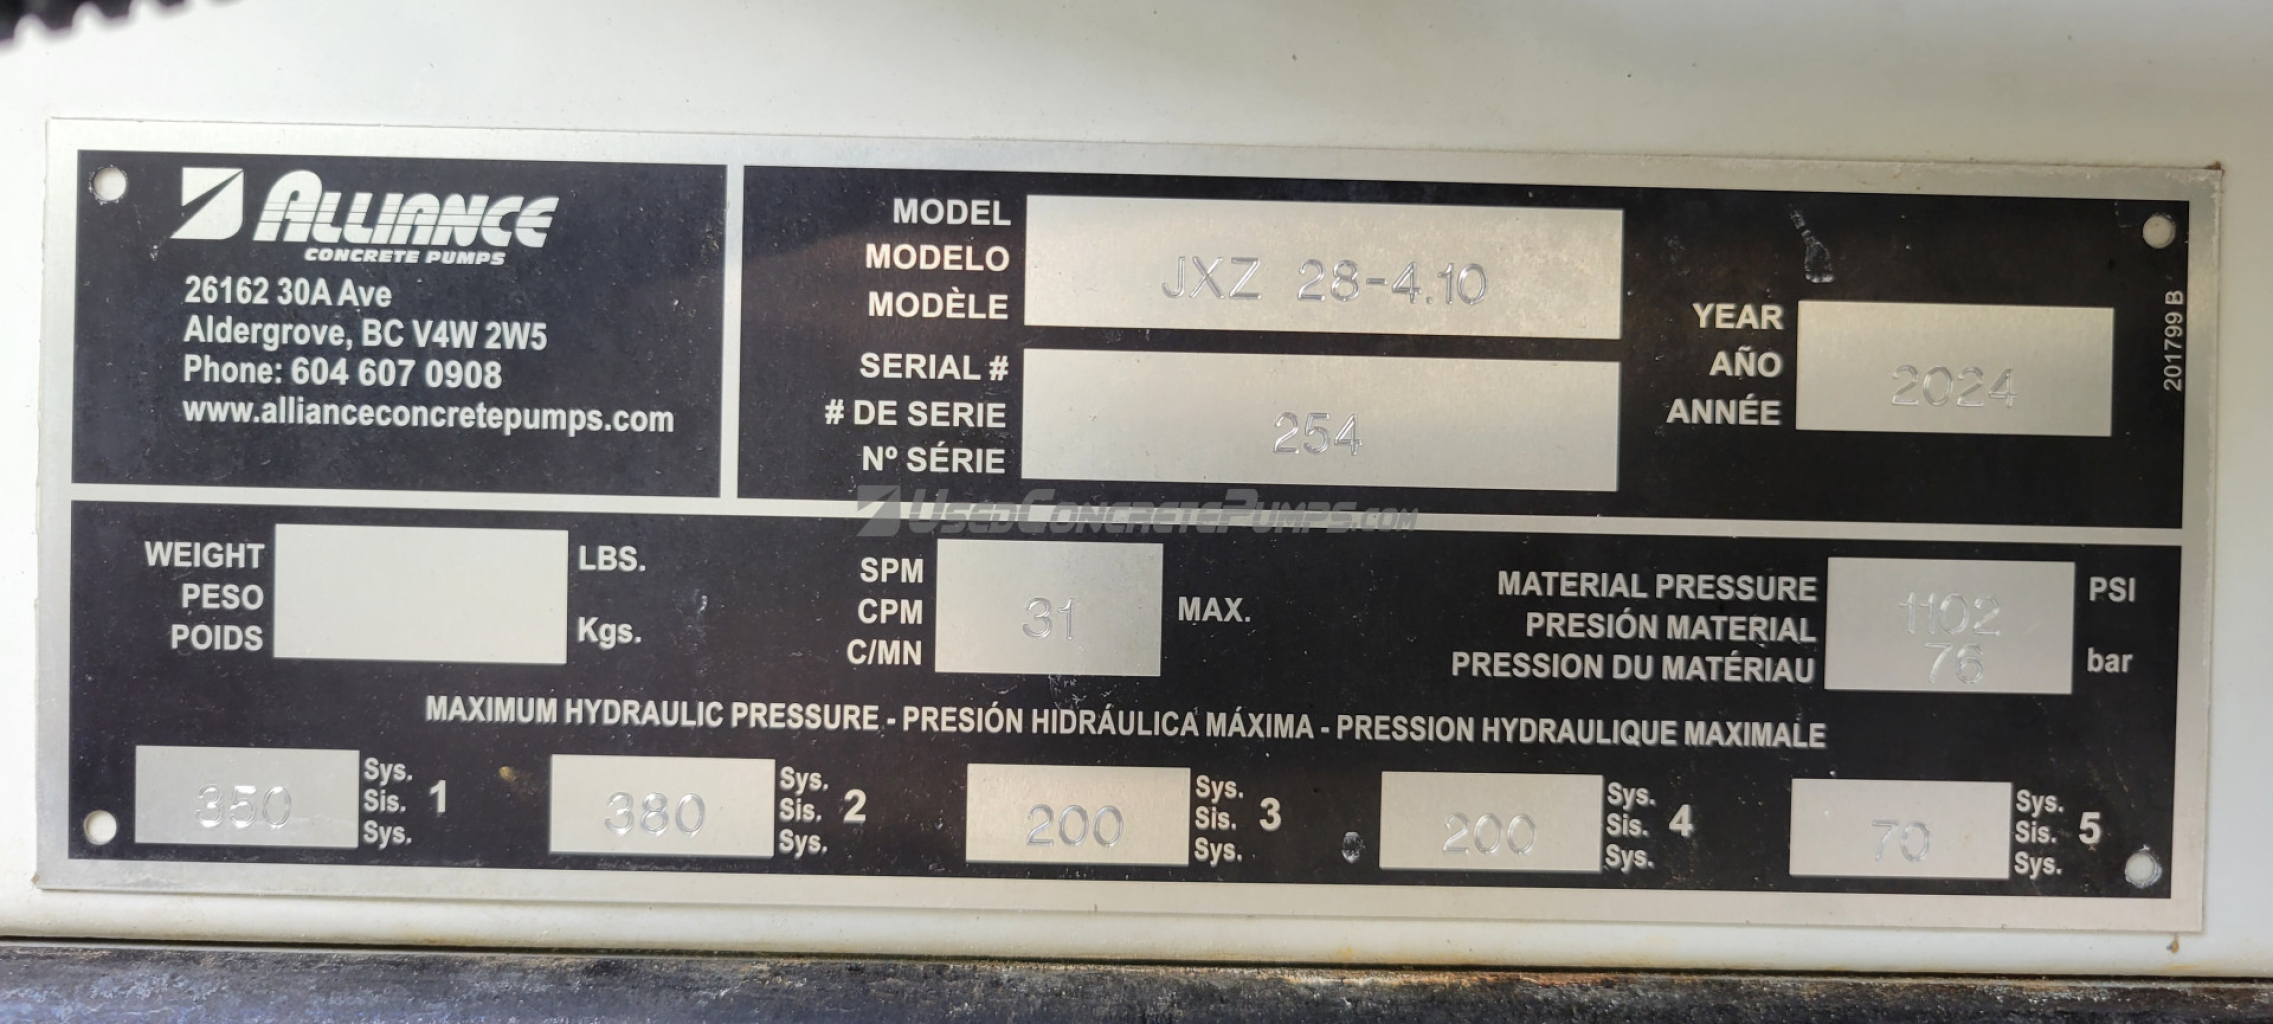 ALLIANCE
CONCRETE PUMPS
26162 30A Ave
Aldergrove, BC V4W 2W5
Phone: 604 607 0908
www.allianceconcretepumps.com
MODEL
MODELO
MODÈLE
JXZ 28-4.10
SERIAL #
# DE SERIE
Nº SÉRIE
254
YEAR
AÑO
ANNÉE
2024
201799 B
USEDCONCRETEPUMPS.COM
WEIGHT
PESO
POIDS
LBS.
Kgs.
SPM
CPM
C/MN
31
MAX.
MATERIAL PRESSURE
PRESIÓN MATERIAL
PRESSION DU MATÉRIAU
1102 PSI
76 bar
MAXIMUM HYDRAULIC PRESSURE - PRESIÓN HIDRÁULICA MÁXIMA - PRESSION HYDRAULIQUE MAXIMALE
350
Sys.
Sis. 1
Sys.
380
Sys.
Sis. 2
Sys.
200
Sys.
Sis. 3
Sys.
200
Sys.
Sis. 4
Sys.
70
Sys.
Sis. 5
Sys.